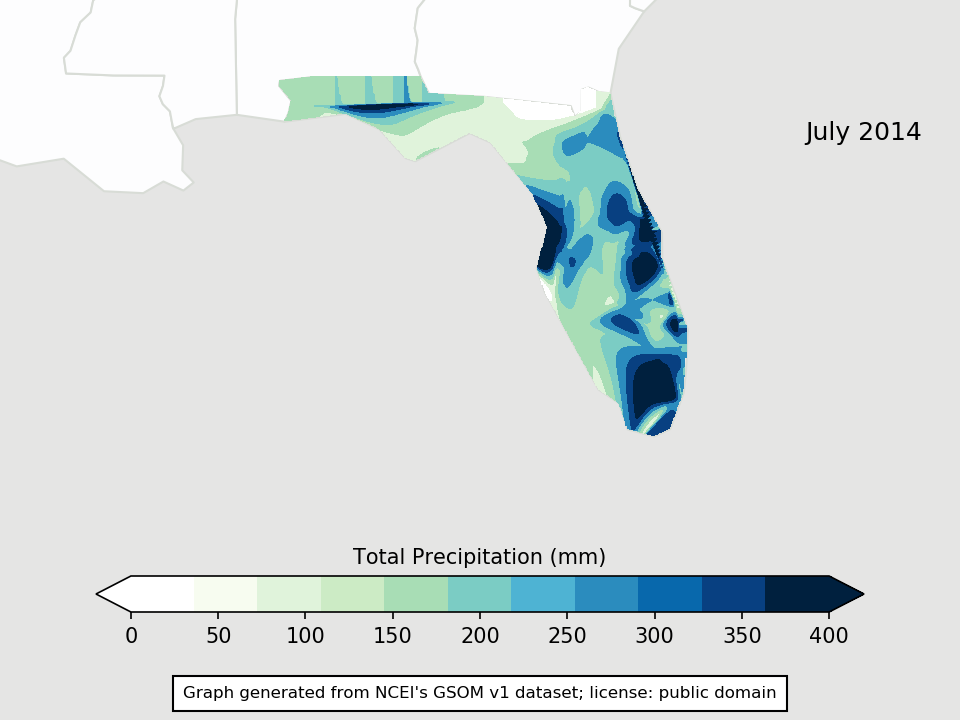 July 2014
Total Precipitation (mm)
0 50 100 150 200 250 300 350 400
Graph generated from NCEI's GSOM v1 dataset; license: public domain